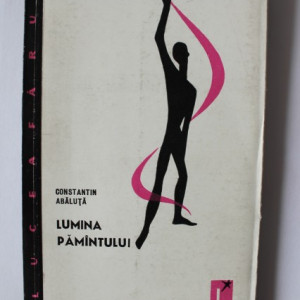 LUCEAFĂRUL
CONSTANTIN
ABĂLUȚĂ
LUMINA
PĂMÎNTULUI